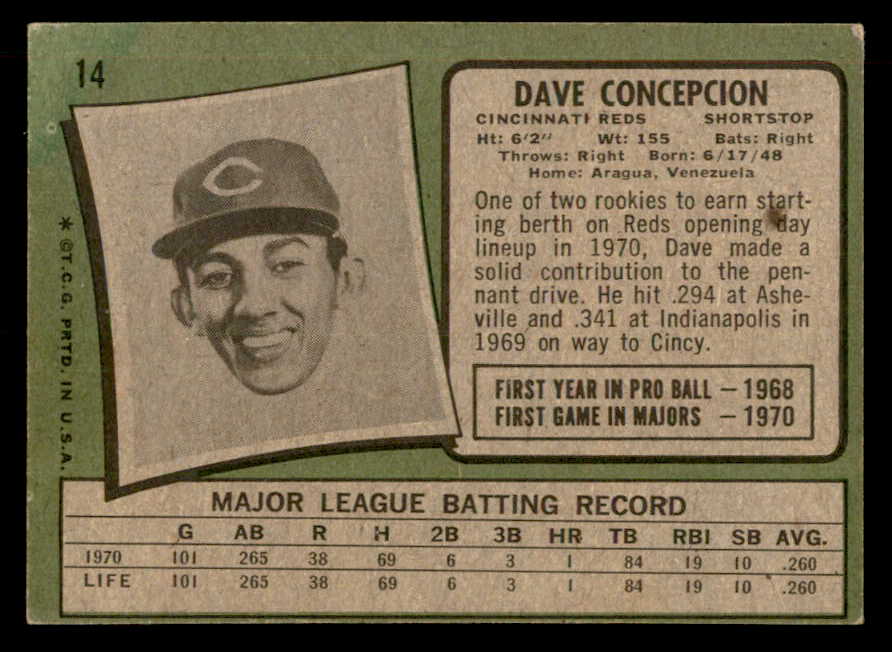 14
* ©T.C.G. PRTD. IN U.S.A.
DAVE CONCEPCION
CINCINNATI REDS SHORTSTOP
Ht: 6'2" Wt: 155 Bats: Right
Throws: Right Born: 6/17/48
Home: Aragua, Venezuela
One of two rookies to earn start-
ing berth on Reds opening day
lineup in 1970, Dave made a
solid contribution to the pen-
nant drive. He hit .294 at Ashe-
ville and .341 at Indianapolis in
1969 on way to Cincy.
FIRST YEAR IN PRO BALL — 1968
FIRST GAME IN MAJORS — 1970
MAJOR LEAGUE BATTING RECORD
G AB R H 2B 3B HR TB RBI SB AVG.
1970 101 265 38 69 6 3 1 84 19 10 .260
LIFE 101 265 38 69 6 3 1 84 19 10 .260